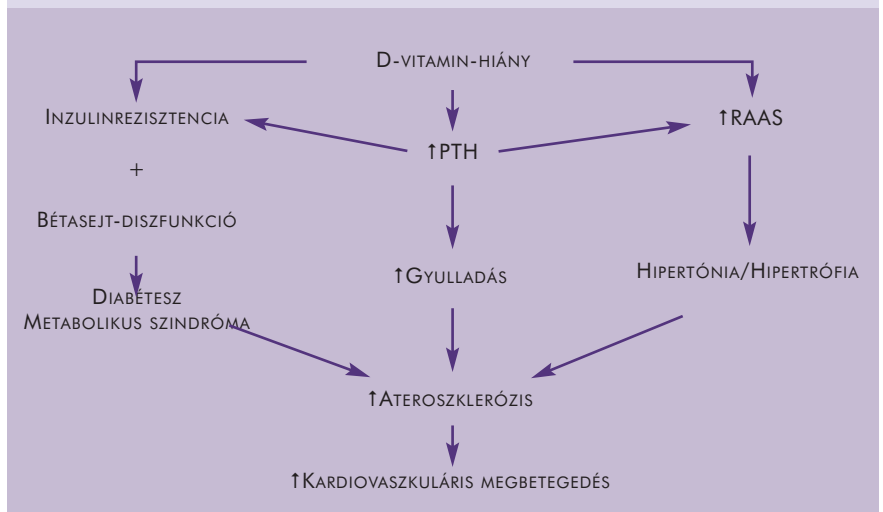 D-vitamin-hiány
Inzulinrezisztencia
↑RAAS
↑PTH
+
Bétasejt-diszfunkció
↑Gyulladás
Hipertónia/Hipertrófia
Diabétesz
Metabolikus szindróma
↑Ateroszklerózis
↑Kardiovaszkuláris megbetegedés